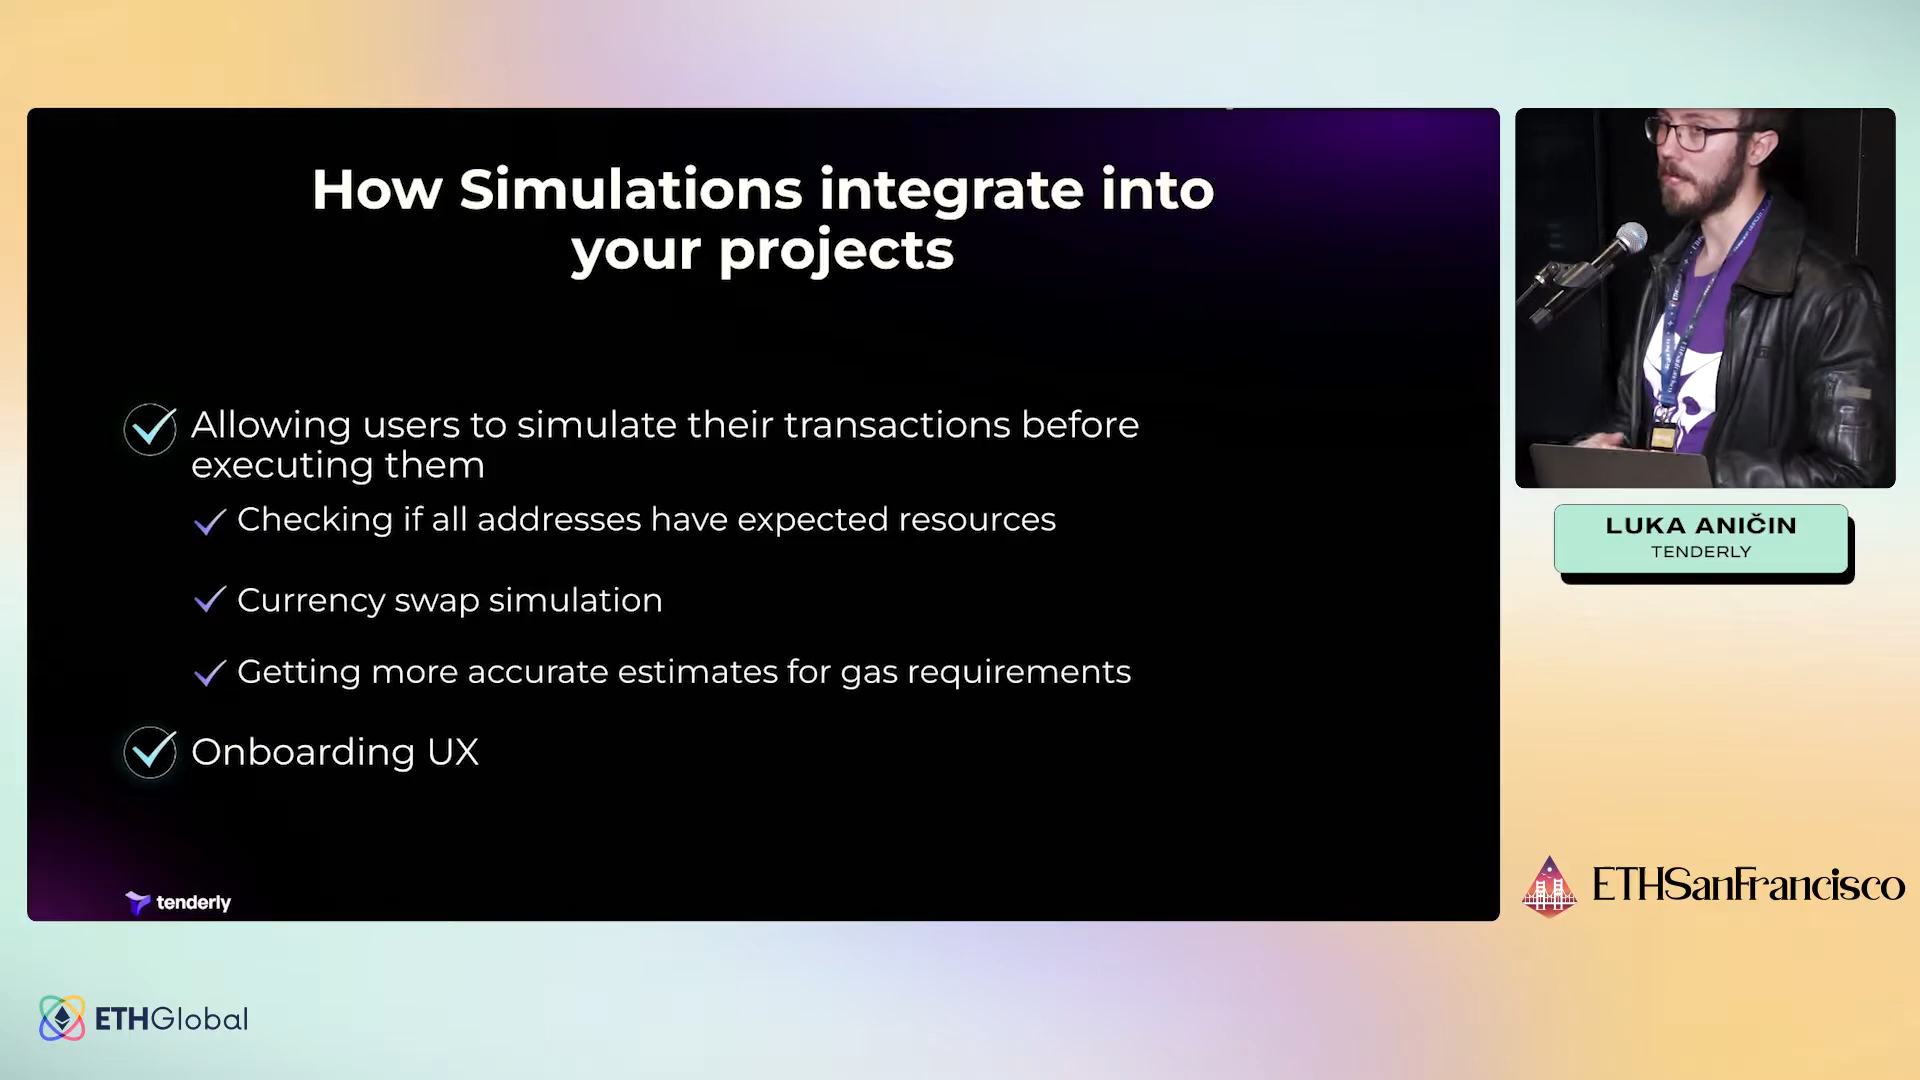 How Simulations integrate into
your projects
Allowing users to simulate their transactions before
executing them
Checking if all addresses have expected resources
Currency swap simulation
Getting more accurate estimates for gas requirements
Onboarding UX
tenderly
LUKA ANIČIN
TENDERLY
ETHSanFrancisco
ETHGlobal